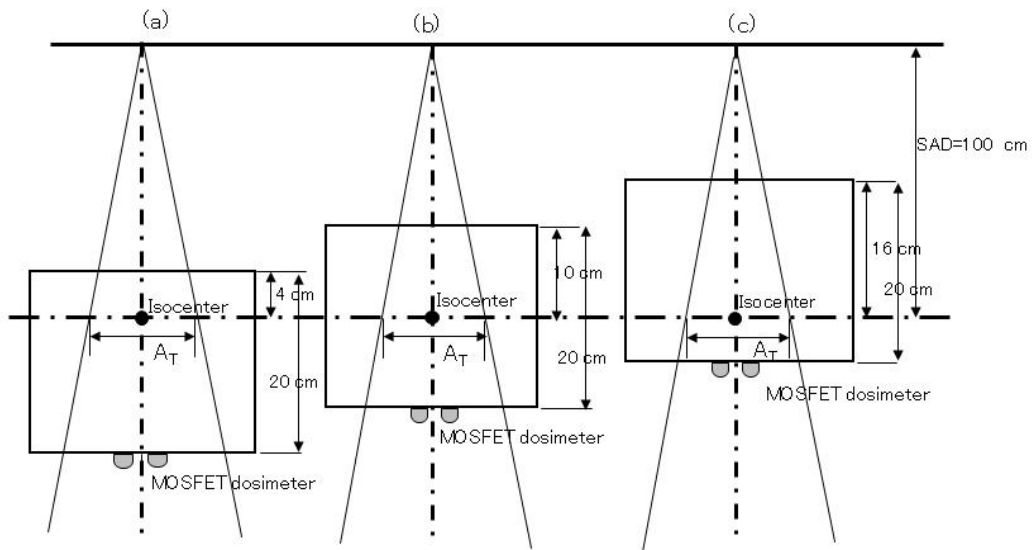 (a)
(b)
(c)
SAD=100 cm
4 cm
Isocenter
A_T
20 cm
MOSFET dosimeter
10 cm
Isocenter
A_T
20 cm
MOSFET dosimeter
16 cm
20 cm
Isocenter
A_T
MOSFET dosimeter